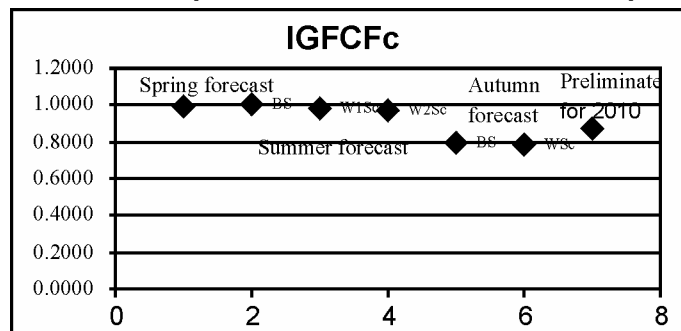 IGFCFc
1.2000
1.0000
0.8000
0.6000
0.4000
0.2000
0.0000
Spring forecast
Autumn forecast
Preliminate for 2010
BS
W1Sc
W2Sc
Summer forecast
BS
WSc
0
2
4
6
8